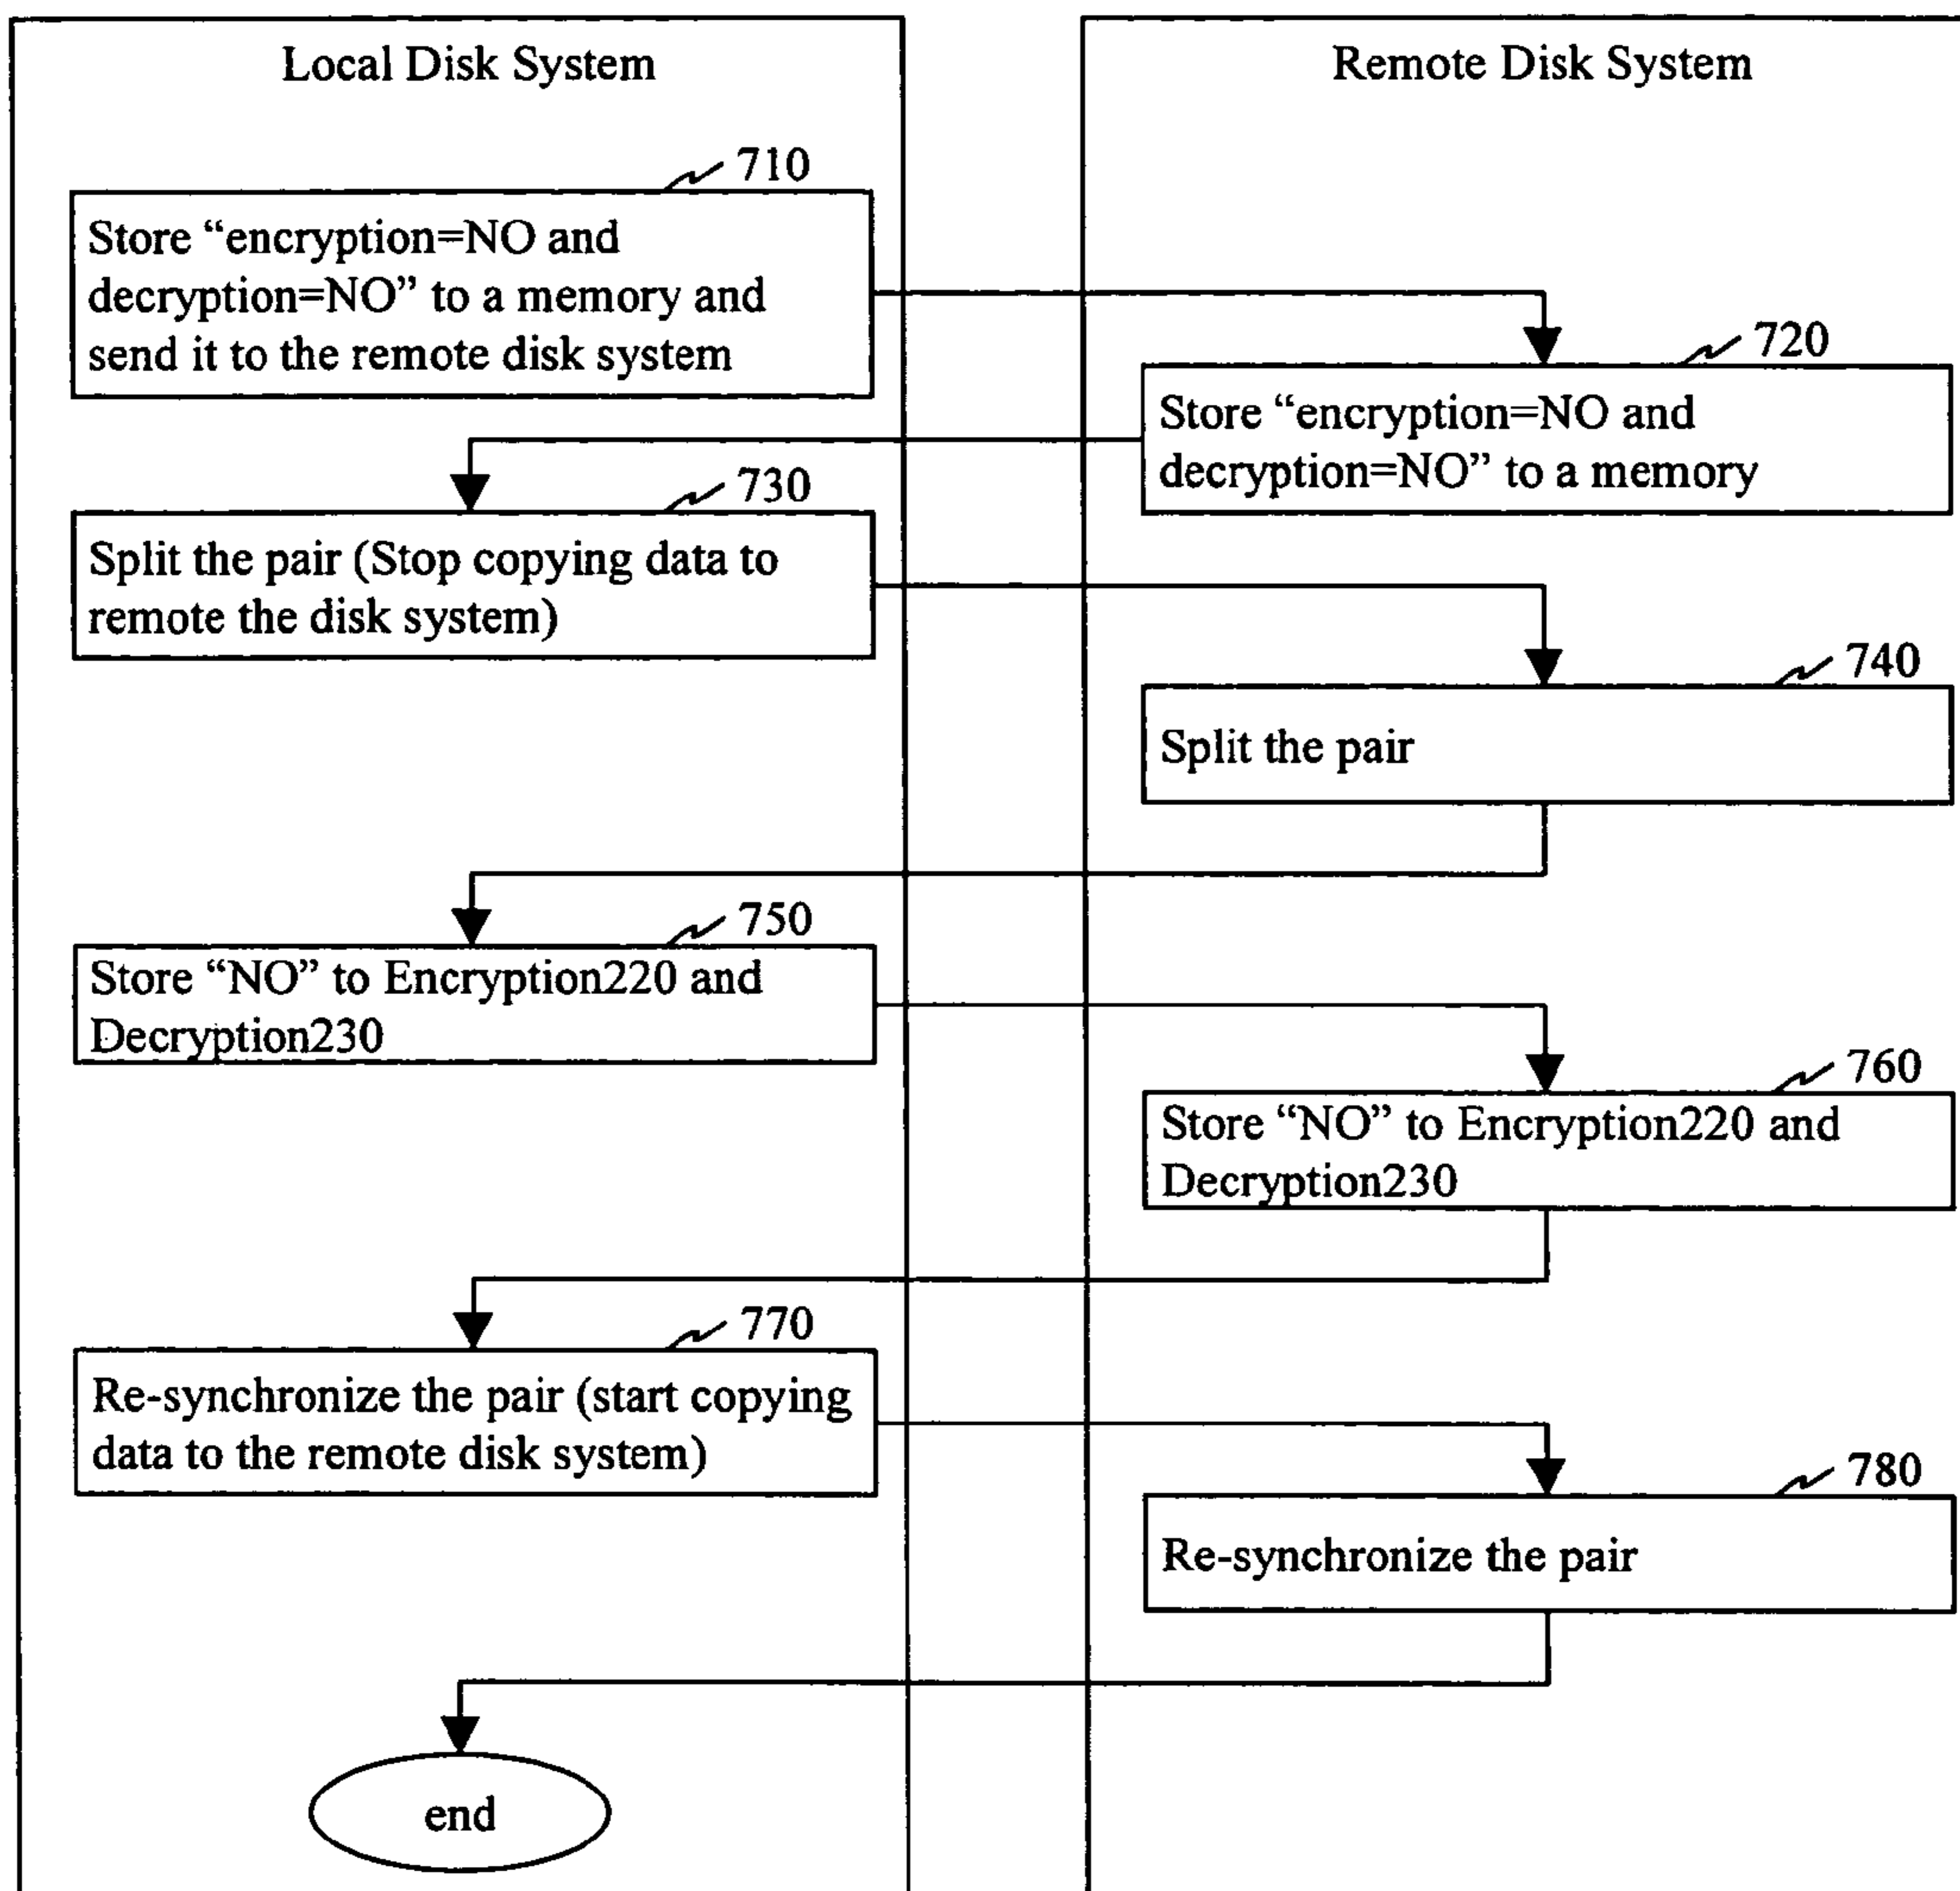 Local Disk System
Remote Disk System
710
Store “encryption=NO and
decryption=NO” to a memory and
send it to the remote disk system
720
Store “encryption=NO and
decryption=NO” to a memory
730
Split the pair (Stop copying data to
remote the disk system)
740
Split the pair
750
Store “NO” to Encryption220 and
Decryption230
760
Store “NO” to Encryption220 and
Decryption230
770
Re-synchronize the pair (start copying
data to the remote disk system)
780
Re-synchronize the pair
end